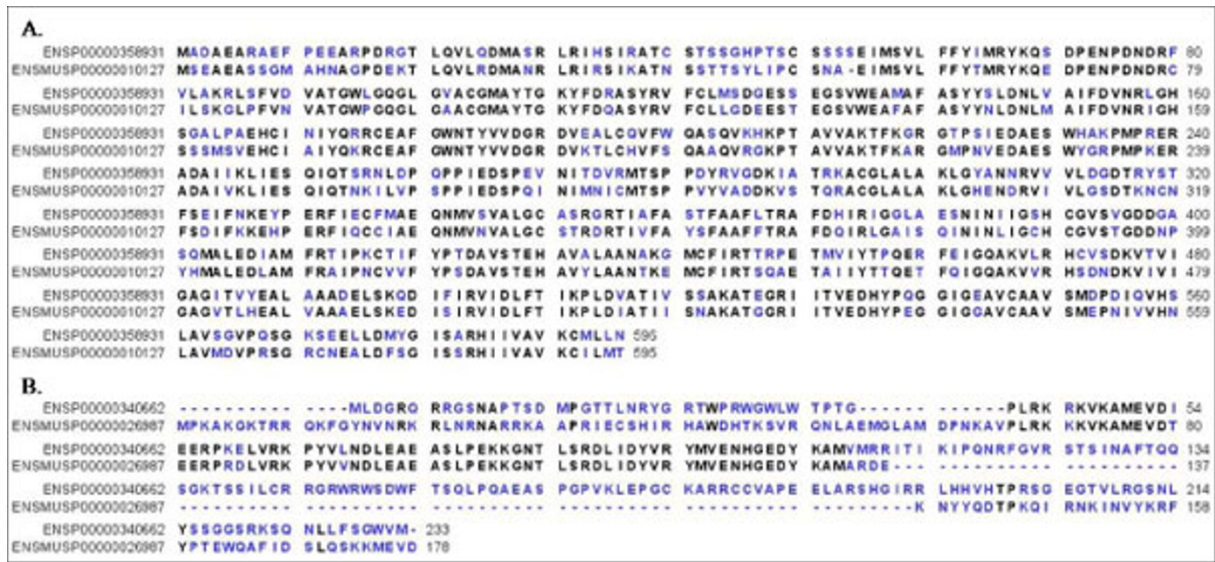 A.
ENSP00000358931 MADAEARAEF PEEARPDRGT LQVLQDMASR LRIHSIRATC STSSGHPTSC SSSSEIMSVL FFYIMRYKQS DPENPDNDRF 80
ENSMUSP00000010127 MSEAEASSGM AHNAGPDEKT LQVLRDMANR LRIRSIKATN SSTTSYLIPC SNA-EIMSVL FFYTMRYKQE DPENPDNDRC 79
ENSP00000358931 VLAKRLSFVD VATGWLGQGL GVACGMAYTG KYFDRASYRV FCLMSDGESS EGSVWEAMAF ASYYSLDNLV AIFDVNRLGH 160
ENSMUSP00000010127 ILSKGLPFVN VATGWPGQGL GAACGMAYTG KYFDQASYRV FCLLGDEEST EGSVWEAFAF ASYYNLDNLM AIFDVNRIGH 159
ENSP00000358931 SGALPAEHCI NIYQRRCEAF GWNTYVVDGR DVEALCQVFW QASQVKHKPT AVVAKTFKGR GTPSIEDAES WHAKPMPRER 240
ENSMUSP00000010127 SSSMSVEHCI AIYQKRCEAF GWNTYVVDGR DVKTLCHVFS QAAQVRGKPT AVVAKTFKAR GMPNVEDAES WYGRPMPKER 239
ENSP00000358931 ADAIIKLIES QIQTSRNLDP QPPIEDSPEV NITDVRMTSP PDYRVGDKIA TRKACGLALA KLGYANNRVV VLDGDTRYST 320
ENSMUSP00000010127 ADAIVKLIES QIQTNKILVP SPPIEDSPQI NIMNICMTSP PVYVADDKVS TQRACGLALA KLGHENDRVI VLGSDTKNCN 319
ENSP00000358931 FSEIFNKEYP ERFIECFMAE QNMVSVALGC ASRGRTIAFA STFAAFLTRA FDHIRIGGLA ESNINIIGSH CGVSVGDDGA 400
ENSMUSP00000010127 FSDIFKKEHP ERFIQCCIAE QNMVNVALGC STRDRTIVFA YSFAAFFTRA FDQIRLGAIS QININLIGCH CGVSTGDDNP 399
ENSP00000358931 SQMALEDIAM FRTIPKCTIF YPTDAVSTEH AVALAANAKG MCFIRTTRPE TMVIYTPQER FEIGQAKVLR HCVSDKVTVI 480
ENSMUSP00000010127 YHMALEDLAM FRAIPNCVVF YPSDAVSTEH AVYLAANTKE MCFIRTSQAE TAIIYTTQET FQIGQAKVVR HSDNDKVIVI 479
ENSP00000358931 GAGITVYEAL AAADELSKQD IFIRVIDLFT IKPLDVATIV SSAKATEGRI ITVEDHYPQG GIGEAVCAAV SMDPDIQVHS 560
ENSMUSP00000010127 GAGVTLHEAL VAAAELSKED ISIRVIDLFT IKPLDIATII SNAKATGGRI ITVEDHYPEG GIGGAVCAAV SMEPNIVVHN 559
ENSP00000358931 LAVSGVPQSG KSEELLDMYG ISARHIIVAV KCMLLN 596
ENSMUSP00000010127 LAVMDVPRSG RCNEALDFSG ISSRHIIVAV KCILMT 595
B.
ENSP00000340662 - - - - - - - - - - - - - -MLDGRQ RRGSNAPTSD MPGTTLNRYG RTWPRWGWLW TPTG- - - - - - - - - - - -PLRK RKVKAMEVDI 54
ENSMUSP00000026987 MPKAKGKTRR QKFGYNVNRK RLNRNARRKA APRIECSHIR HAWDHTKSVR QNLAEMGLAM DPNKAVPLRK KKVKAMEVDT 80
ENSP00000340662 EERPKELVRK PYVLNDLEAE ASLPEKKGNT LSRDLIDYVR YMVENHGEDY KAMVMRRITI KIPQNRFGVR STSINAFTQQ 134
ENSMUSP00000026987 EERPRDLVRK PYVVNDLEAE ASLPEKKGNT LSRDLIDYVR YMVENHGEDY KAMARDE- - - - - - - - - - - - - - - - - - - - - - - 137
ENSP00000340662 SGKTSSILCR RGRWRWSDWF TSQLPQAEAS PGPVKLEPGC KARRCCVAPE ELARSHGIRR LHHVHTPRSG EGTVLRGSNL 214
ENSMUSP00000026987 - - - - - - - - - - - - - - - - - - - - - - - - - - - - - - - - - - - - - - - - - - - - - - - - - - - - - - - - - - -K NYYQDTPKQI RNKINVYKRF 158
ENSP00000340662 YSSGGSRKSQ NLLFSGWVM- 233
ENSMUSP00000026987 YPTEWQAFID SLQSKKMEVD 178